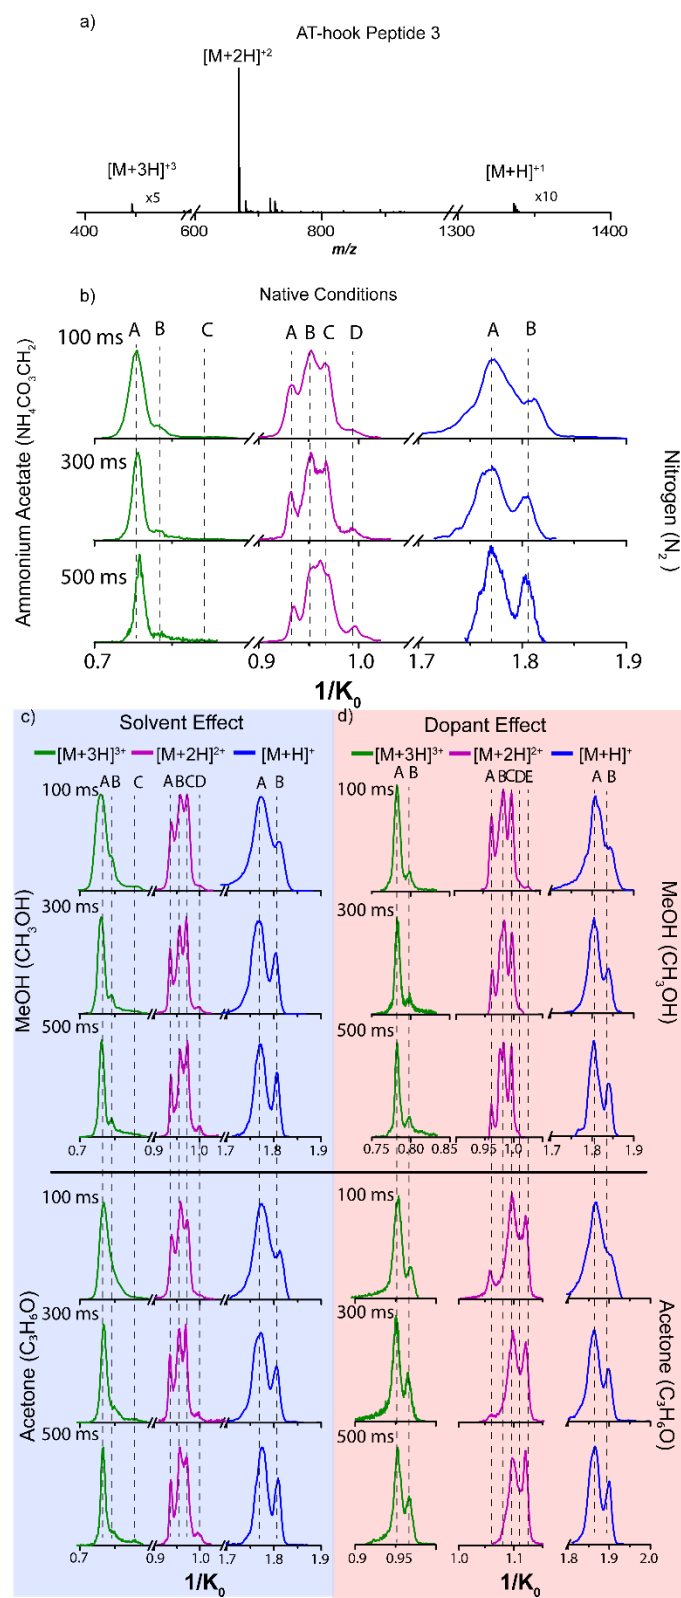 a)
AT-hook Peptide 3
[M+2H]+2
[M+3H]+3
[M+H]+1
x5
x10
400 600 800 1300 1400
m/z
b)
Native Conditions
Ammonium Acetate (NH4CO3CH2)
Nitrogen (N2)
100 ms
A B C A B C D A B
300 ms
500 ms
0.7 0.9 1.0 1.7 1.8 1.9
1/K0
c)
Solvent Effect
[M+3H]3+ [M+2H]2+ [M+H]+
A B C A B C D A B
MeOH (CH3OH)
100 ms
300 ms
500 ms
0.7 0.8 0.9 1.0 1.7 1.8 1.9
Acetone (C3H6O)
100 ms
300 ms
500 ms
0.7 0.8 0.9 1.0 1.7 1.8 1.9
1/K0
d)
Dopant Effect
[M+3H]3+ [M+2H]2+ [M+H]+
A B A B C D E A B
MeOH (CH3OH)
100 ms
300 ms
500 ms
0.75 0.80 0.85 0.95 1.0 1.7 1.8 1.9
Acetone (C3H6O)
100 ms
300 ms
500 ms
0.9 0.95 1.0 1.1 1.8 1.9 2.0
1/K0